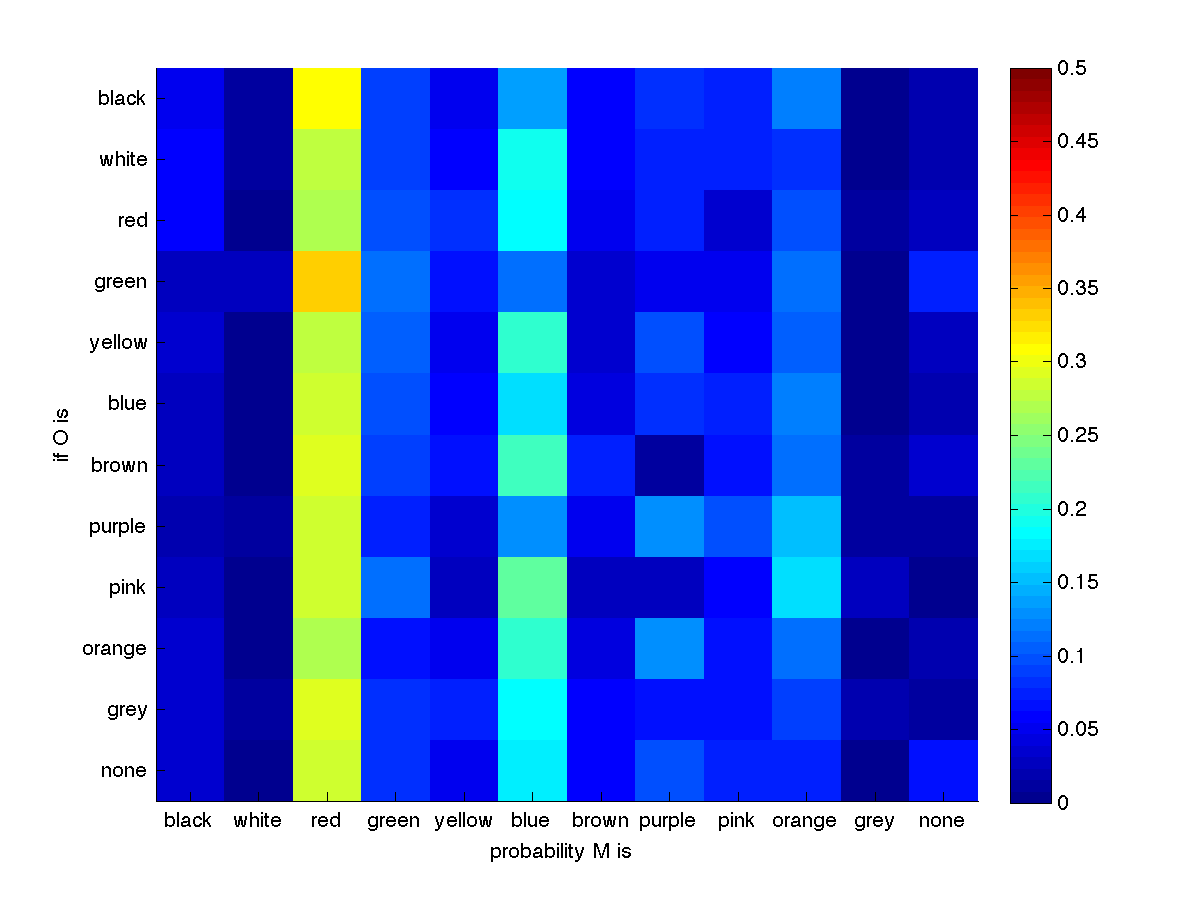 black
white
red
green
yellow
blue
brown
purple
pink
orange
grey
none
if O is
black white red green yellow blue brown purple pink orange grey none
probability M is
0.5
0.45
0.4
0.35
0.3
0.25
0.2
0.15
0.1
0.05
0